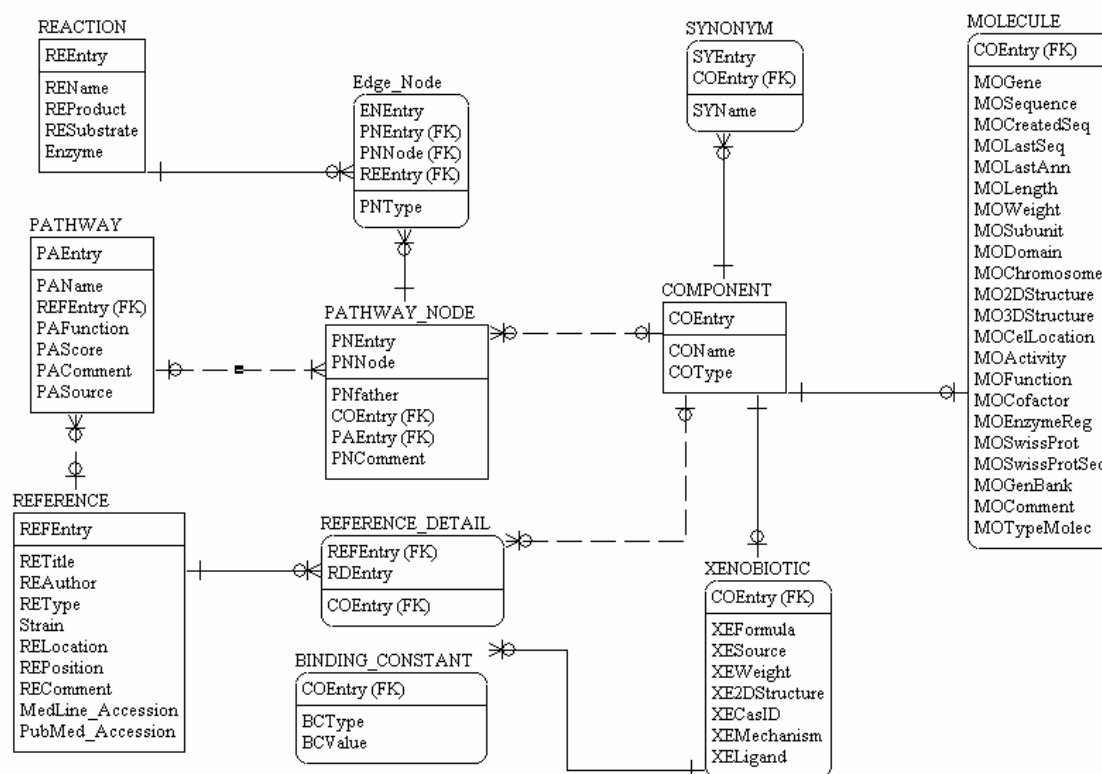 REACTION
REEntry
REName
REProduct
RESubstrate
Enzyme
Edge_Node
ENEntry
PNEntry (FK)
PNNode (FK)
REEntry (FK)
PNType
SYNONYM
SYEntry
COEntry (FK)
SYName
MOLECULE
COEntry (FK)
MOGene
MOSequence
MOCreatedSeq
MOLastSeq
MOLastAnn
MOLength
MOWeight
MOSubunit
MODomain
MOChromosome
MO2DStructure
MO3DStructure
MOCelLocation
MOActivity
MOFunction
MOCofactor
MOEnzymeReg
MOSwissProt
MOSwissProtSeq
MOGenBank
MOComment
MOTypeMolec
PATHWAY
PAEntry
PAName
REFEntry (FK)
PAFunction
PAScore
PAComment
PASource
PATHWAY_NODE
PNEntry
PNNode
PNfather
COEntry (FK)
PAEntry (FK)
PNComment
COMPONENT
COEntry
COName
COType
REFERENCE
REFEntry
RETitle
REAuthor
REType
Strain
RELocation
REPosition
REComment
MedLine_Accession
PubMed_Accession
REFERENCE_DETAIL
REFEntry (FK)
RDEntry
COEntry (FK)
BINDING_CONSTANT
COEntry (FK)
BCType
BCValue
XENOBIOTIC
COEntry (FK)
XEFormula
XESource
XEWeight
XE2DStructure
XECasID
XEMechanism
XELigand